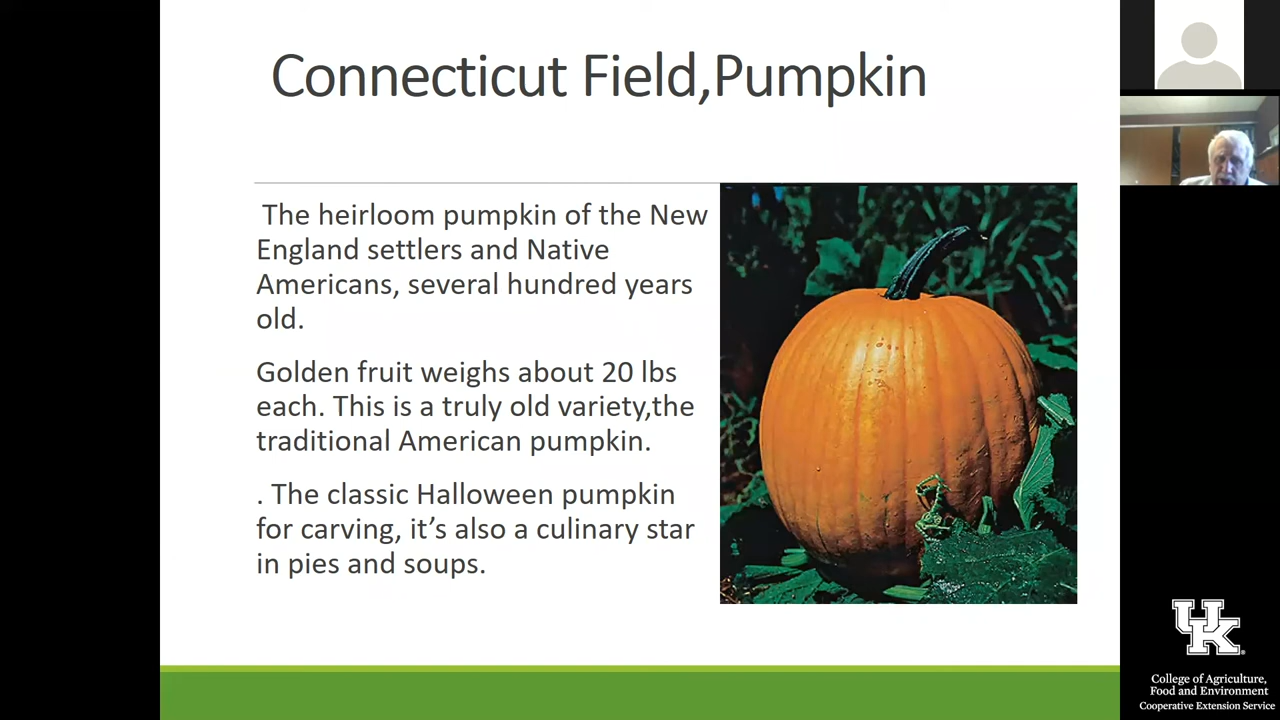 Connecticut Field,Pumpkin
The heirloom pumpkin of the New
England settlers and Native
Americans, several hundred years
old.
Golden fruit weighs about 20 lbs
each. This is a truly old variety,the
traditional American pumpkin.
. The classic Halloween pumpkin
for carving, it’s also a culinary star
in pies and soups.
UK
College of Agriculture,
Food and Environment
Cooperative Extension Service